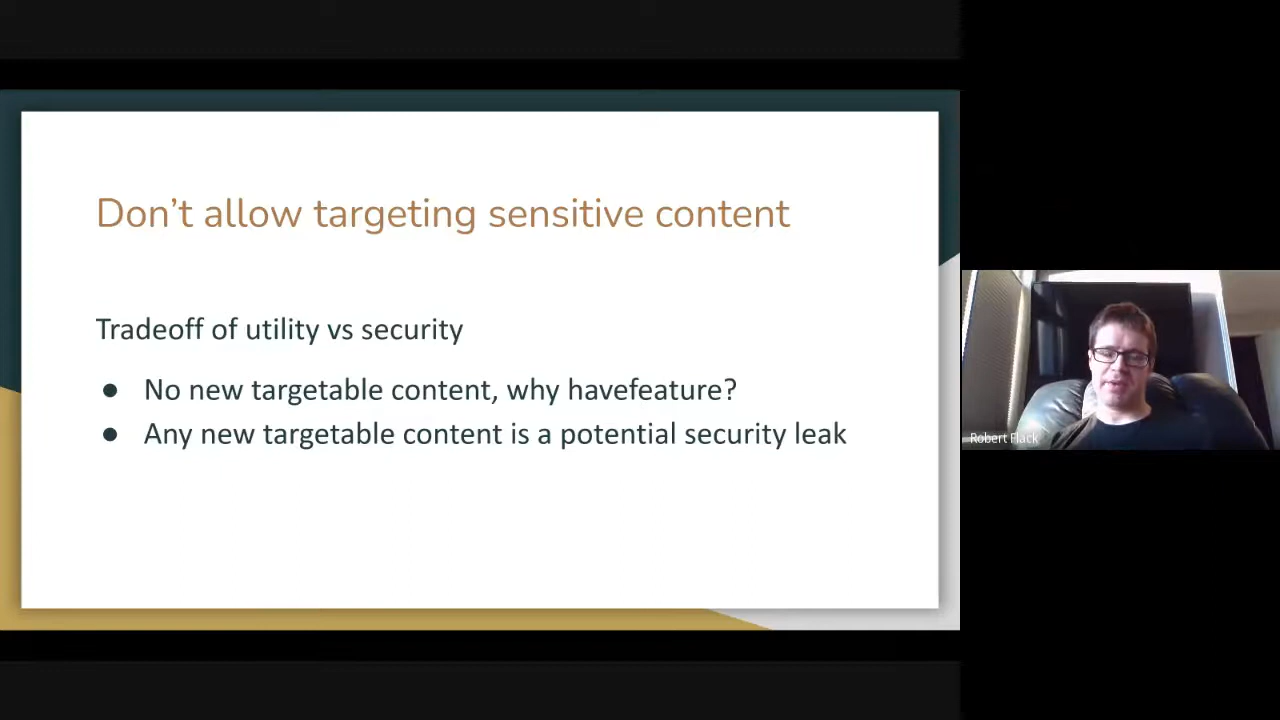 Don’t allow targeting sensitive content
Tradeoff of utility vs security
● No new targetable content, why havefeature?
● Any new targetable content is a potential security leak
Robert Flack